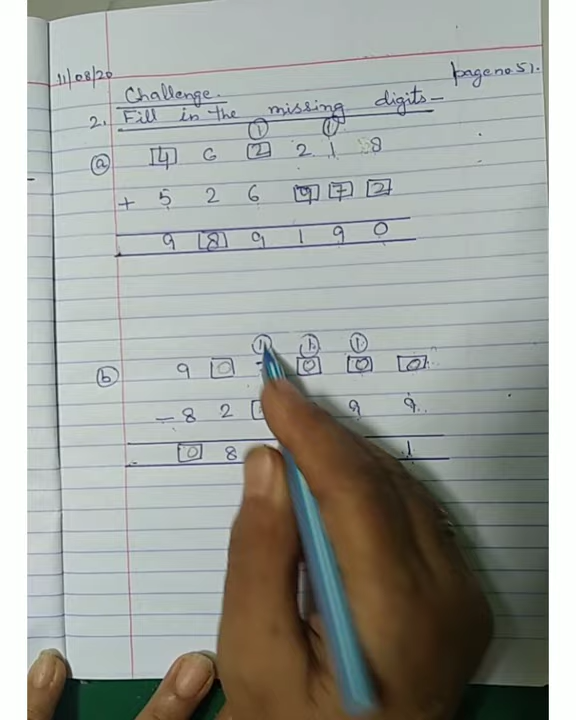 11/08/20
page no 51.
Challenge.
2. Fill in the missing digits-
1 1
a 4 6 2 2 1 8
+ 5 2 6 9 7 2
9 8 9 1 9 0
1 1 1
b 9 0 7 0 0 0
- 8 2 9 9
0 8 1